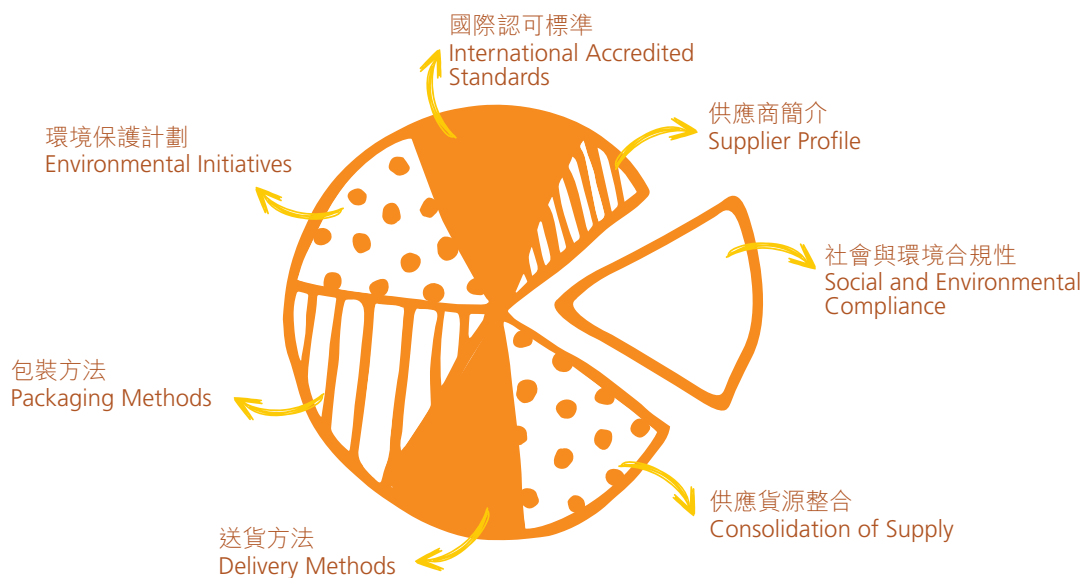 國際認可標準
International Accredited
Standards
供應商簡介
Supplier Profile
環境保護計劃
Environmental Initiatives
社會與環境合規性
Social and Environmental
Compliance
包裝方法
Packaging Methods
供應貨源整合
Consolidation of Supply
送貨方法
Delivery Methods